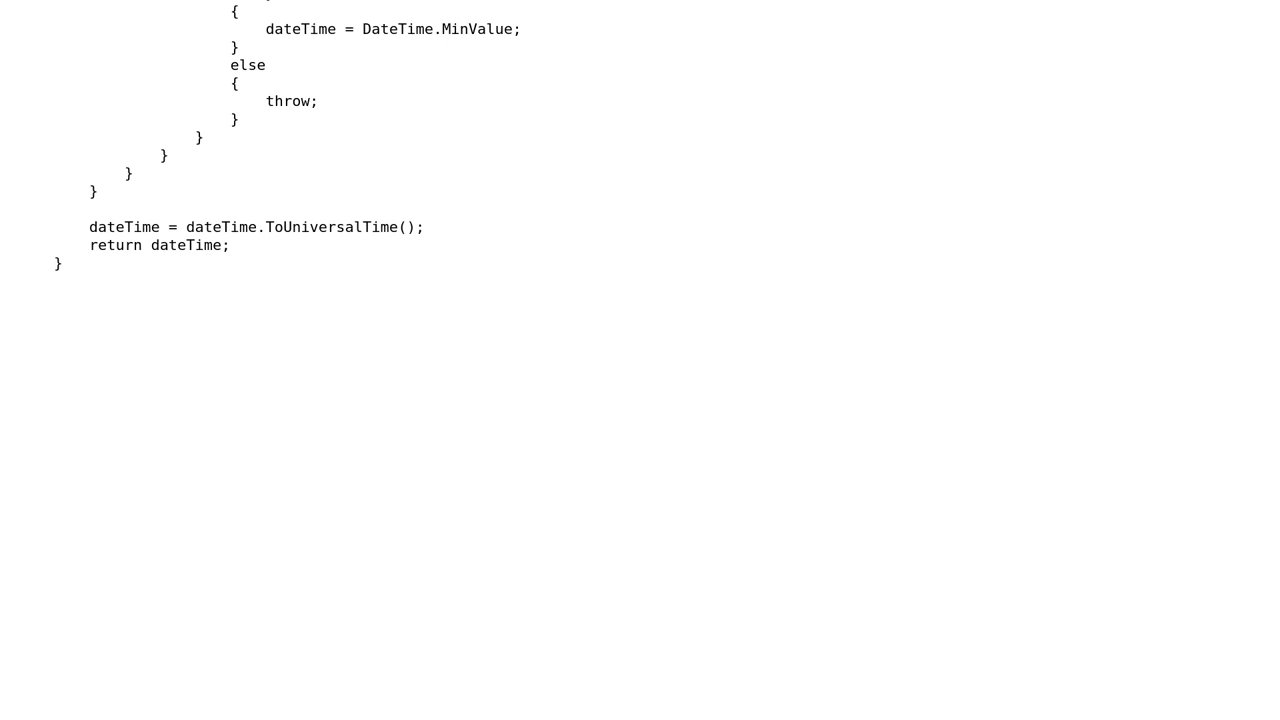 {
dateTime = DateTime.MinValue;
}
else
{
throw;
}
}
}
}
}
dateTime = dateTime.ToUniversalTime();
return dateTime;
}